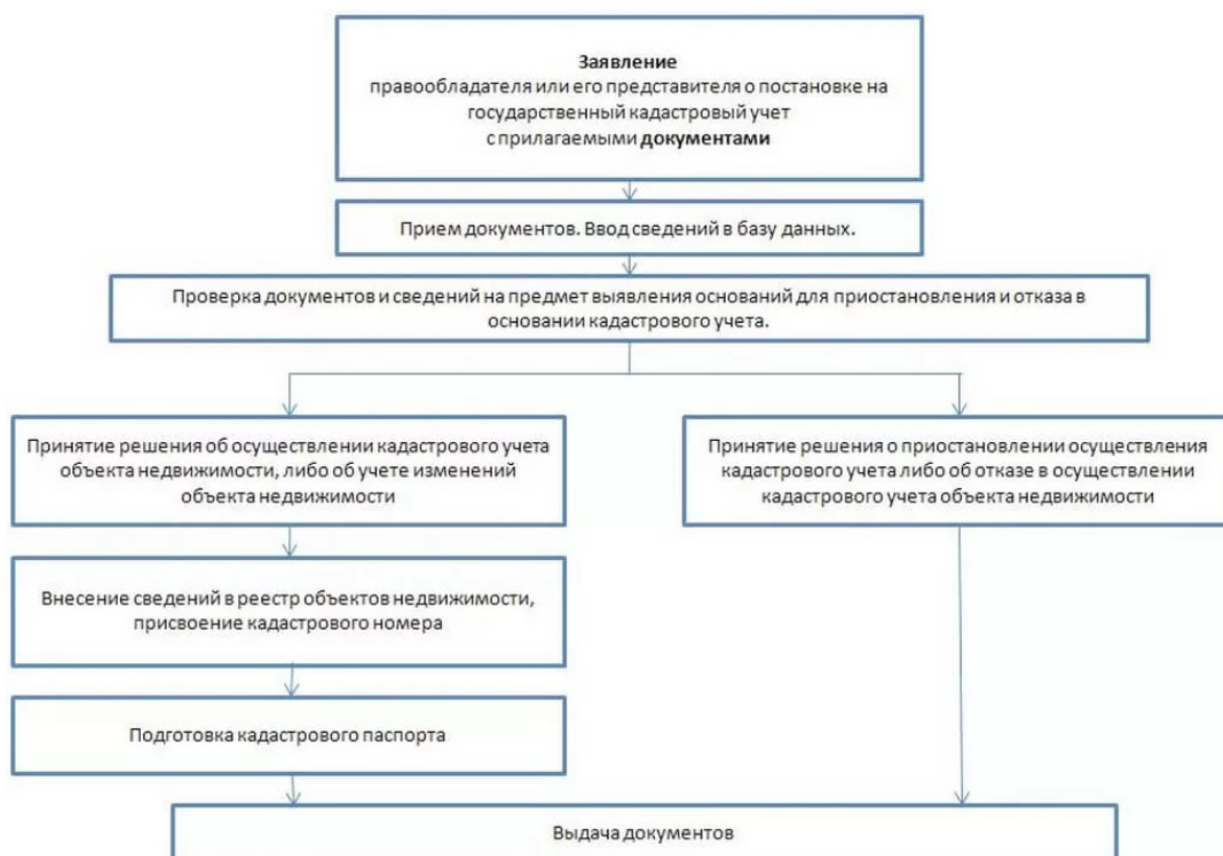 Заявление
правообладателя или его представителя о постановке на
государственный кадастровый учет
с прилагаемыми документами
Прием документов. Ввод сведений в базу данных.
Проверка документов и сведений на предмет выявления оснований для приостановления и отказа в
основании кадастрового учета.
Принятие решения об осуществлении кадастрового учета
объекта недвижимости, либо об учете изменений
объекта недвижимости
Принятие решения о приостановлении осуществления
кадастрового учета либо об отказе в осуществлении
кадастрового учета объекта недвижимости
Внесение сведений в реестр объектов недвижимости,
присвоение кадастрового номера
Подготовка кадастрового паспорта
Выдача документов